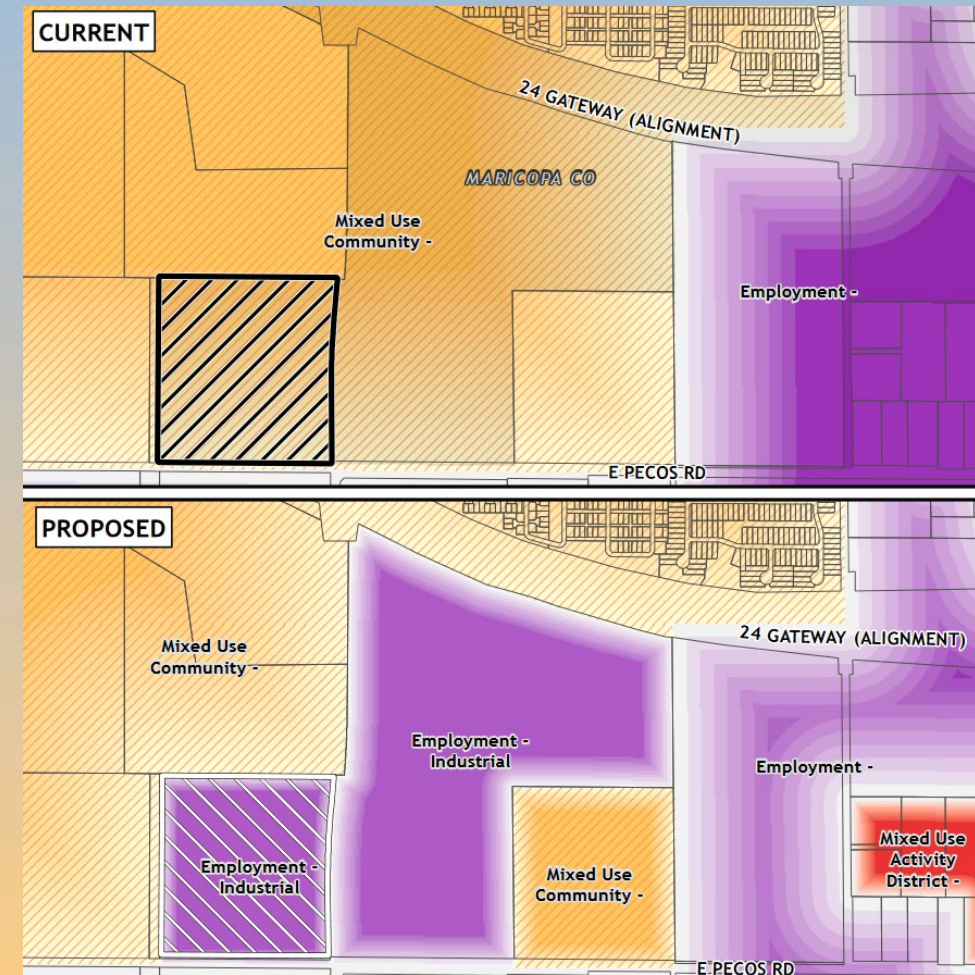 CURRENT
24 GATEWAY (ALIGNMENT)
MARICOPA CO
Mixed Use
Community -
Employment -
E PECOS RD
PROPOSED
24 GATEWAY (ALIGNMENT)
Mixed Use
Community -
Employment -
Industrial
Employment -
Employment -
Industrial
Mixed Use
Community -
Mixed Use
Activity
District -
E PECOS RD